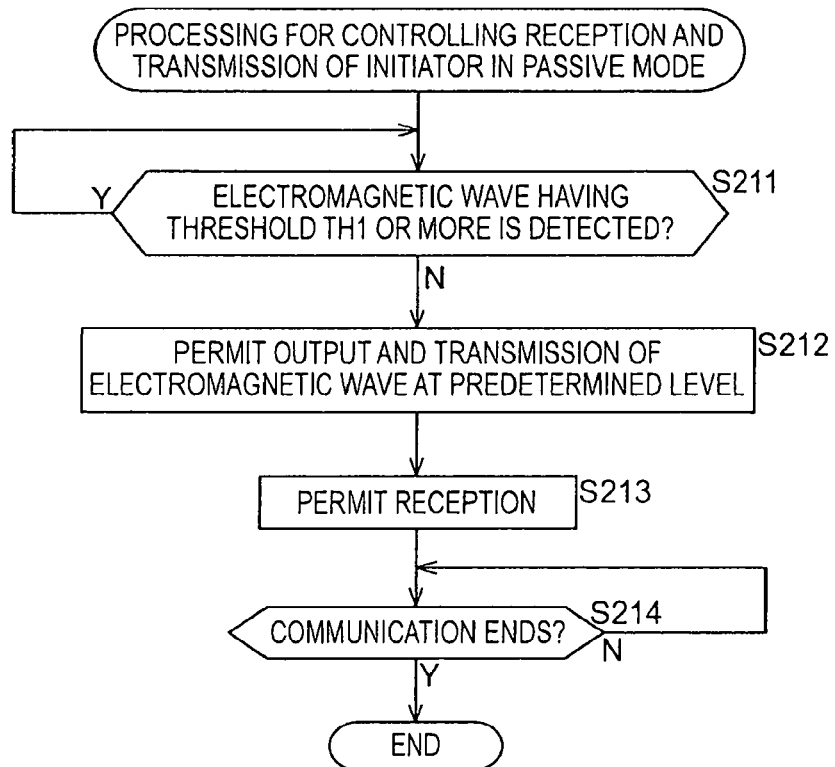 PROCESSING FOR CONTROLLING RECEPTION AND
TRANSMISSION OF INITIATOR IN PASSIVE MODE
S211
Y
ELECTROMAGNETIC WAVE HAVING
THRESHOLD TH1 OR MORE IS DETECTED?
N
S212
PERMIT OUTPUT AND TRANSMISSION OF
ELECTROMAGNETIC WAVE AT PREDETERMINED LEVEL
S213
PERMIT RECEPTION
S214
COMMUNICATION ENDS?
N
Y
END